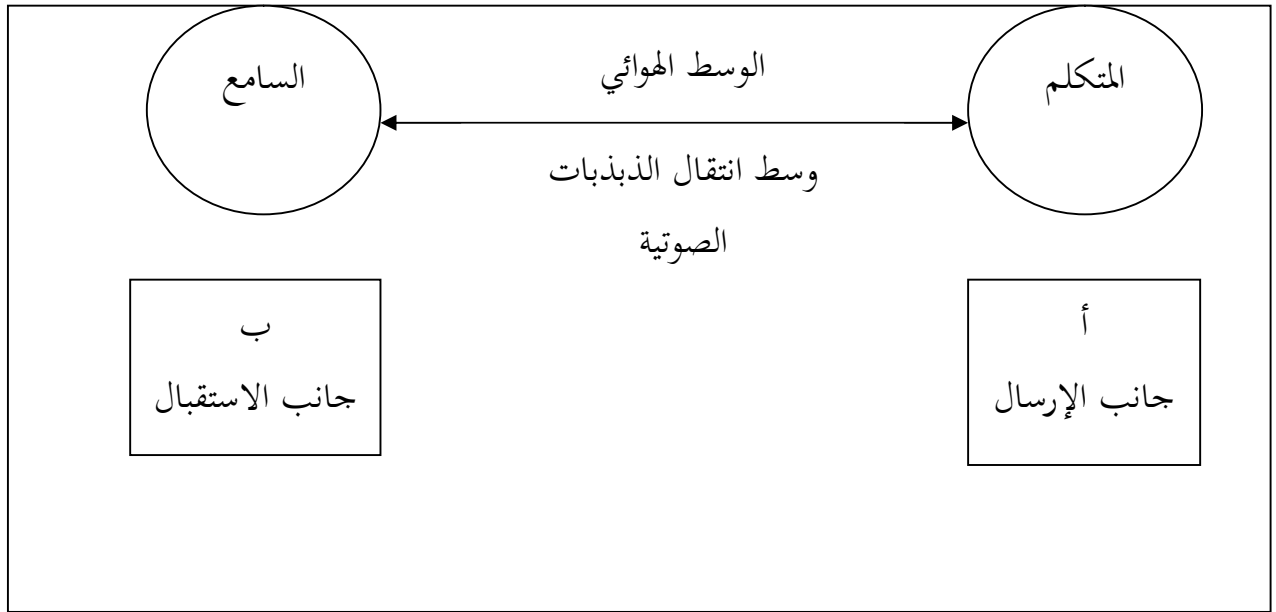 المتكلم
الوسط الهوائي
السامع
وسط انتقال الذبذبات
الصوتية
أ
جانب الإرسال
ب
جانب الاستقبال